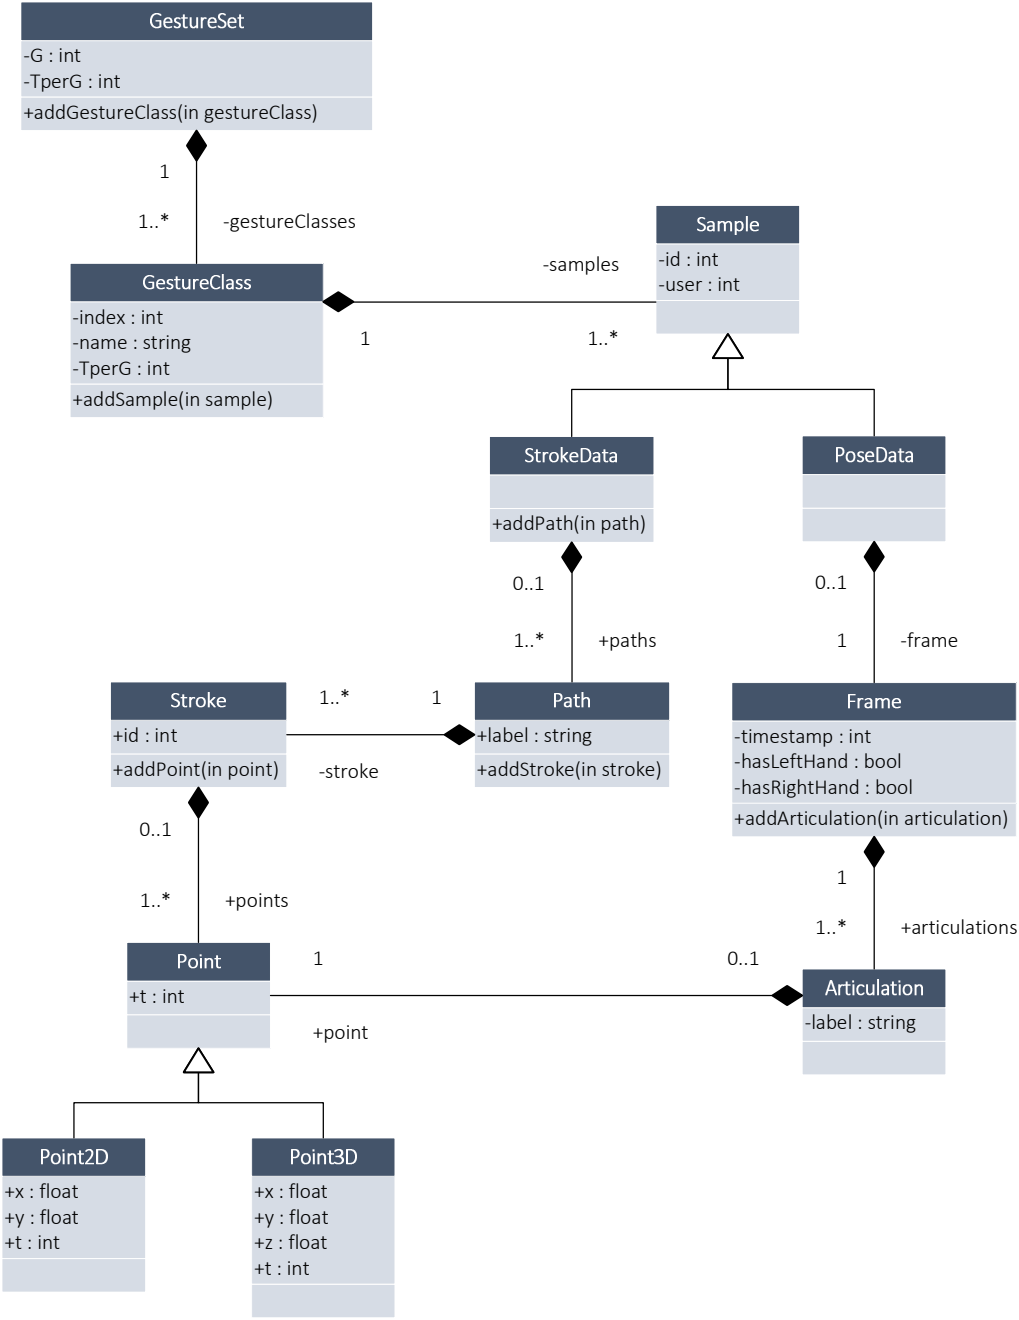 GestureSet
-G : int
-TperG : int
+addGestureClass(in gestureClass)
1
1..*
-gestureClasses
GestureClass
-index : int
-name : string
-TperG : int
+addSample(in sample)
-samples
1
1..*
Sample
-id : int
-user : int
StrokeData
+addPath(in path)
PoseData
0..1
1..*
+paths
0..1
1
-frame
Stroke
+id : int
+addPoint(in point)
1..*
1
-stroke
Path
+label : string
+addStroke(in stroke)
Frame
-timestamp : int
-hasLeftHand : bool
-hasRightHand : bool
+addArticulation(in articulation)
0..1
1..*
+points
1
1..*
+articulations
Point
+t : int
1
0..1
+point
Articulation
-label : string
Point2D
+x : float
+y : float
+t : int
Point3D
+x : float
+y : float
+z : float
+t : int